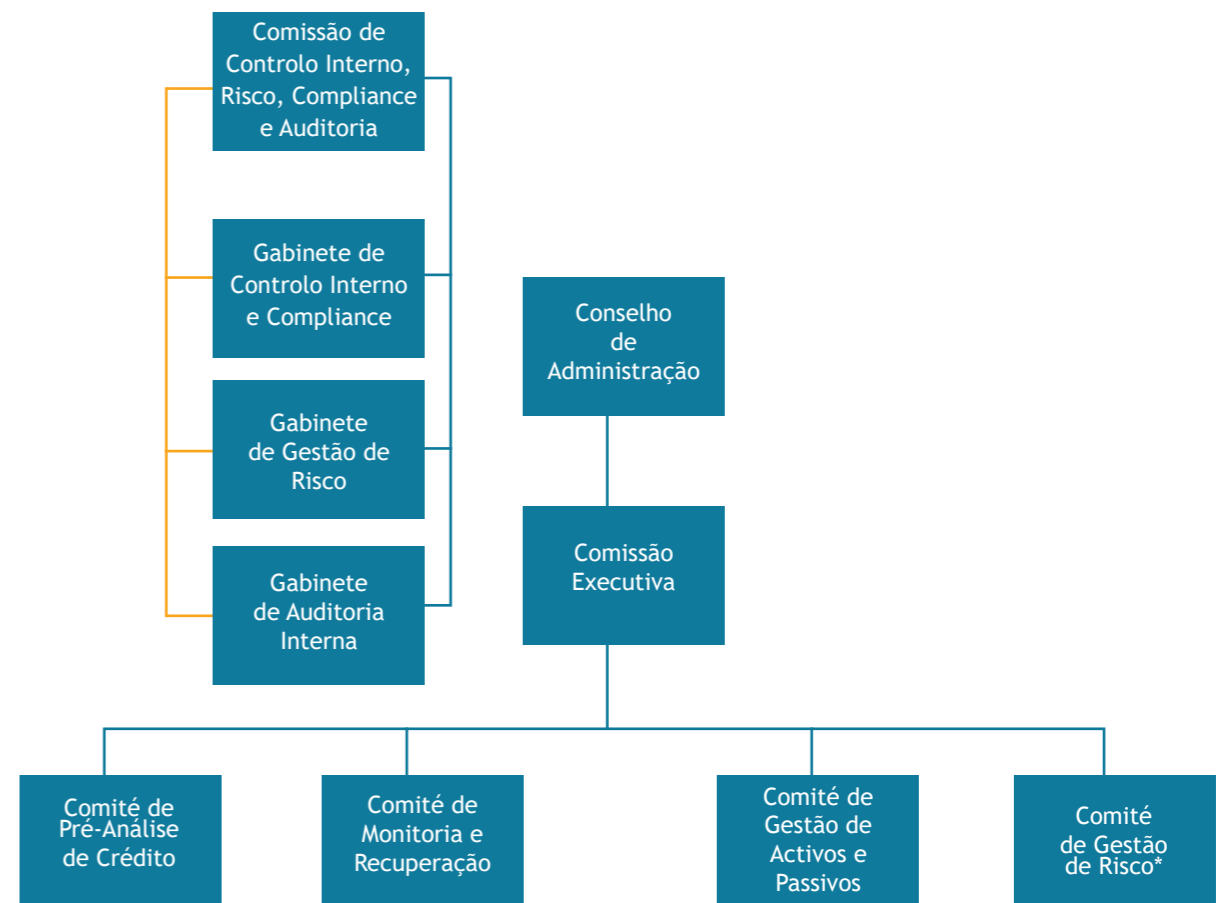 Comissão de
Controlo Interno,
Risco, Compliance
e Auditoria
Gabinete de
Controlo Interno
e Compliance
Gabinete
de Gestão de
Risco
Gabinete
de Auditoria
Interna
Conselho
de
Administração
Comissão
Executiva
Comité de
Pré-Análise
de Crédito
Comité de
Monitoria e
Recuperação
Comité de
Gestão de
Activos e
Passivos
Comité
de Gestão
de Risco*